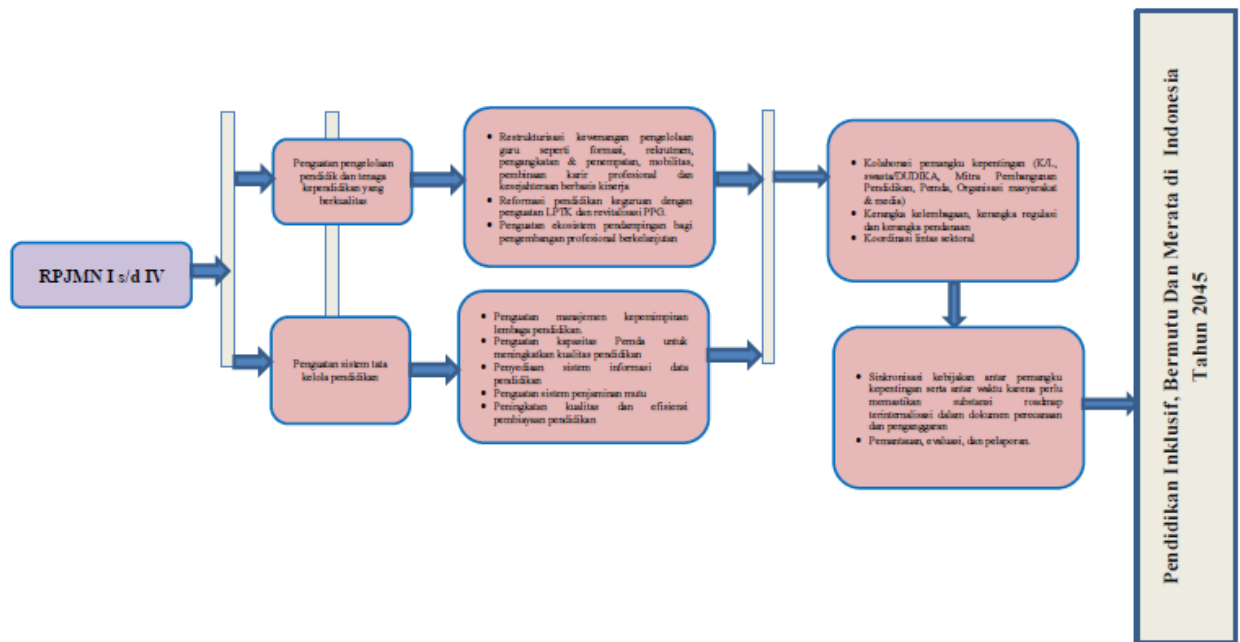 RPJMN I s/d IV
Penguatan pengelolaan
pendidik dan tenaga
kependidikan yang
berkualitas
Penguatan sistem tata
kelola pendidikan
• Restrukturisasi kewenangan pengelolaan
guru seperti formasi, rekrutmen,
pengangkatan & penempatan, mobilitas,
pembinaan karir profesional dan
kesejahteraan berbasis kinerja
• Reformasi pendidikan keguruan dengan
penguatan LPTK dan revitalisasi PPG.
• Penguatan ekosistem pendampingan bagi
pengembangan profesional berkelanjutan
• Penguatan manajemen kepemimpinan
lembaga pendidikan.
• Penguatan kapasitas Pemda untuk
meningkatkan kualitas pendidikan
• Penyediaan sistem informasi data
pendidikan
• Penguatan sistem penjaminan mutu
• Peningkatan kualitas dan efisiensi
pembiayaan pendidikan
• Kolaborasi pemangku kepentingan (K/L,
swasta/DUDIKA, Mitra Pembangunan
Pendidikan, Pemda, Organisasi masyarakat
& media)
• Kerangka kelembagaan, kerangka regulasi
dan kerangka pendanaan
• Koordinasi lintas sektoral
• Sinkronisasi kebijakan antar pemangku
kepentingan serta antar waktu karena perlu
memastikan substansi roadmap
terinternalisasi dalam dokumen perecanaan
dan penganggaran
• Pemantauan, evaluasi, dan pelaporan.
Pendidikan Inklusif, Bermutu Dan Merata di Indonesia
Tahun 2045